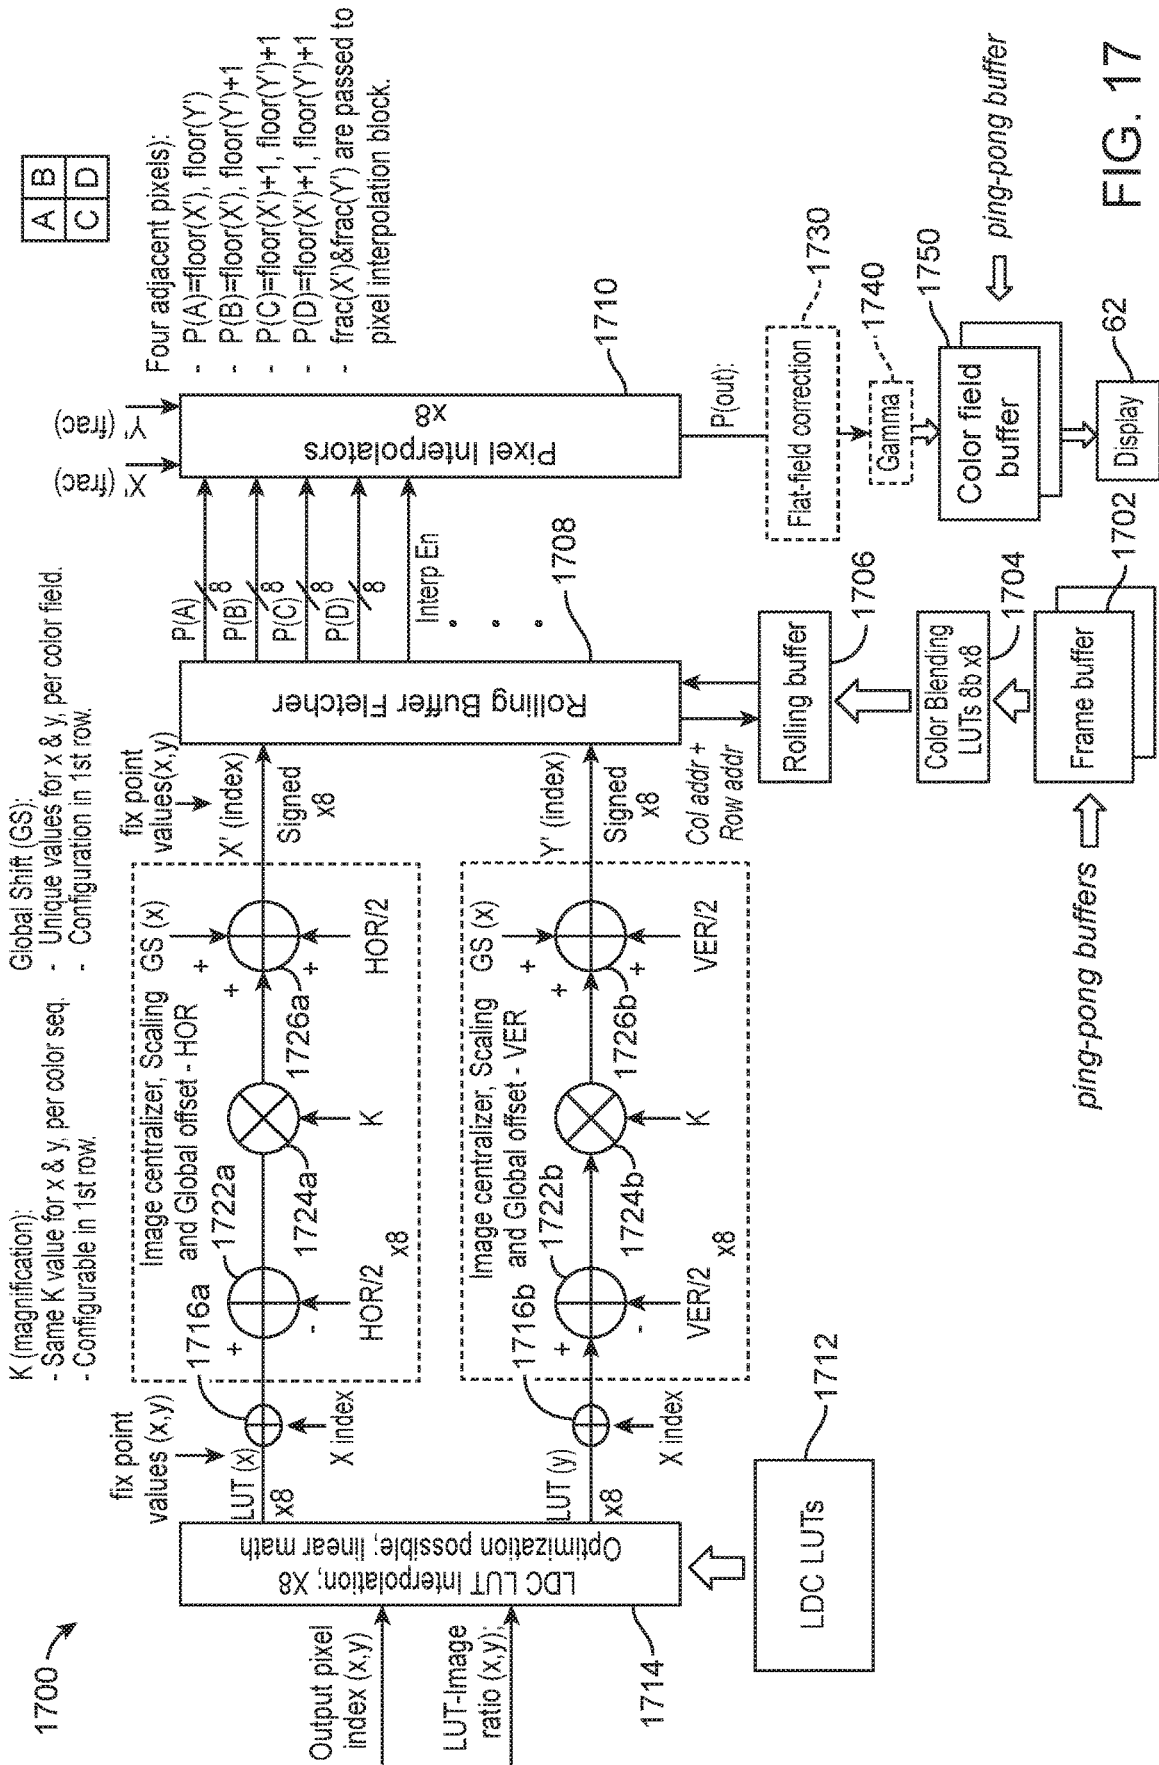 1700
K (magnification):
- Same K value for x & y, per color seq.
- Configurable in 1st row.
Global Shift (GS):
- Unique values for x & y, per color field.
- Configuration in 1st row.
A B
C D
Four adjacent pixels):
- P(A)=floor(X'), floor(Y')
- P(B)=floor(X'), floor(Y')+1
- P(C)=floor(X')+1, floor(Y')+1
- P(D)=floor(X')+1, floor(Y')+1
- frac(X')&frac(Y') are passed to
pixel interpolation block.
Output pixel
index (x,y)
LUT-Image
ratio (x,y);
LDC LUT Interpolation; X8
Optimization possible; linear math
1714
LDC LUTs
1712
fix point
values (x,y)
LUT (x)
x8
X index
1716a
Image centralizer, Scaling
and Global offset - HOR
1722a
+
-
HOR/2
1724a
K
x8
1726a
GS (x)
+
+
+
HOR/2
fix point
values(x,y)
X' (index)
Signed
x8
LUT (y)
x8
X index
1716b
Image centralizer, Scaling
and Global offset - VER
1722b
+
-
VER/2
1724b
K
x8
1726b
GS (x)
+
+
+
VER/2
Y' (index)
Signed
x8
Rolling Buffer Fletcher
1708
Col addr +
Row addr
P(A) 8
P(B) 8
P(C) 8
P(D) 8
Interp En
. . .
X'
(frac)
Y'
(frac)
Pixel Interpolators
x8
1710
P(out):
Rolling buffer
1706
Color Blending
LUTs 8b x8
1704
Frame buffer
1702
ping-pong buffers
Flat-field correction
1730
Gamma
1740
Color field
buffer
1750
ping-pong buffer
Display
62
FIG. 17